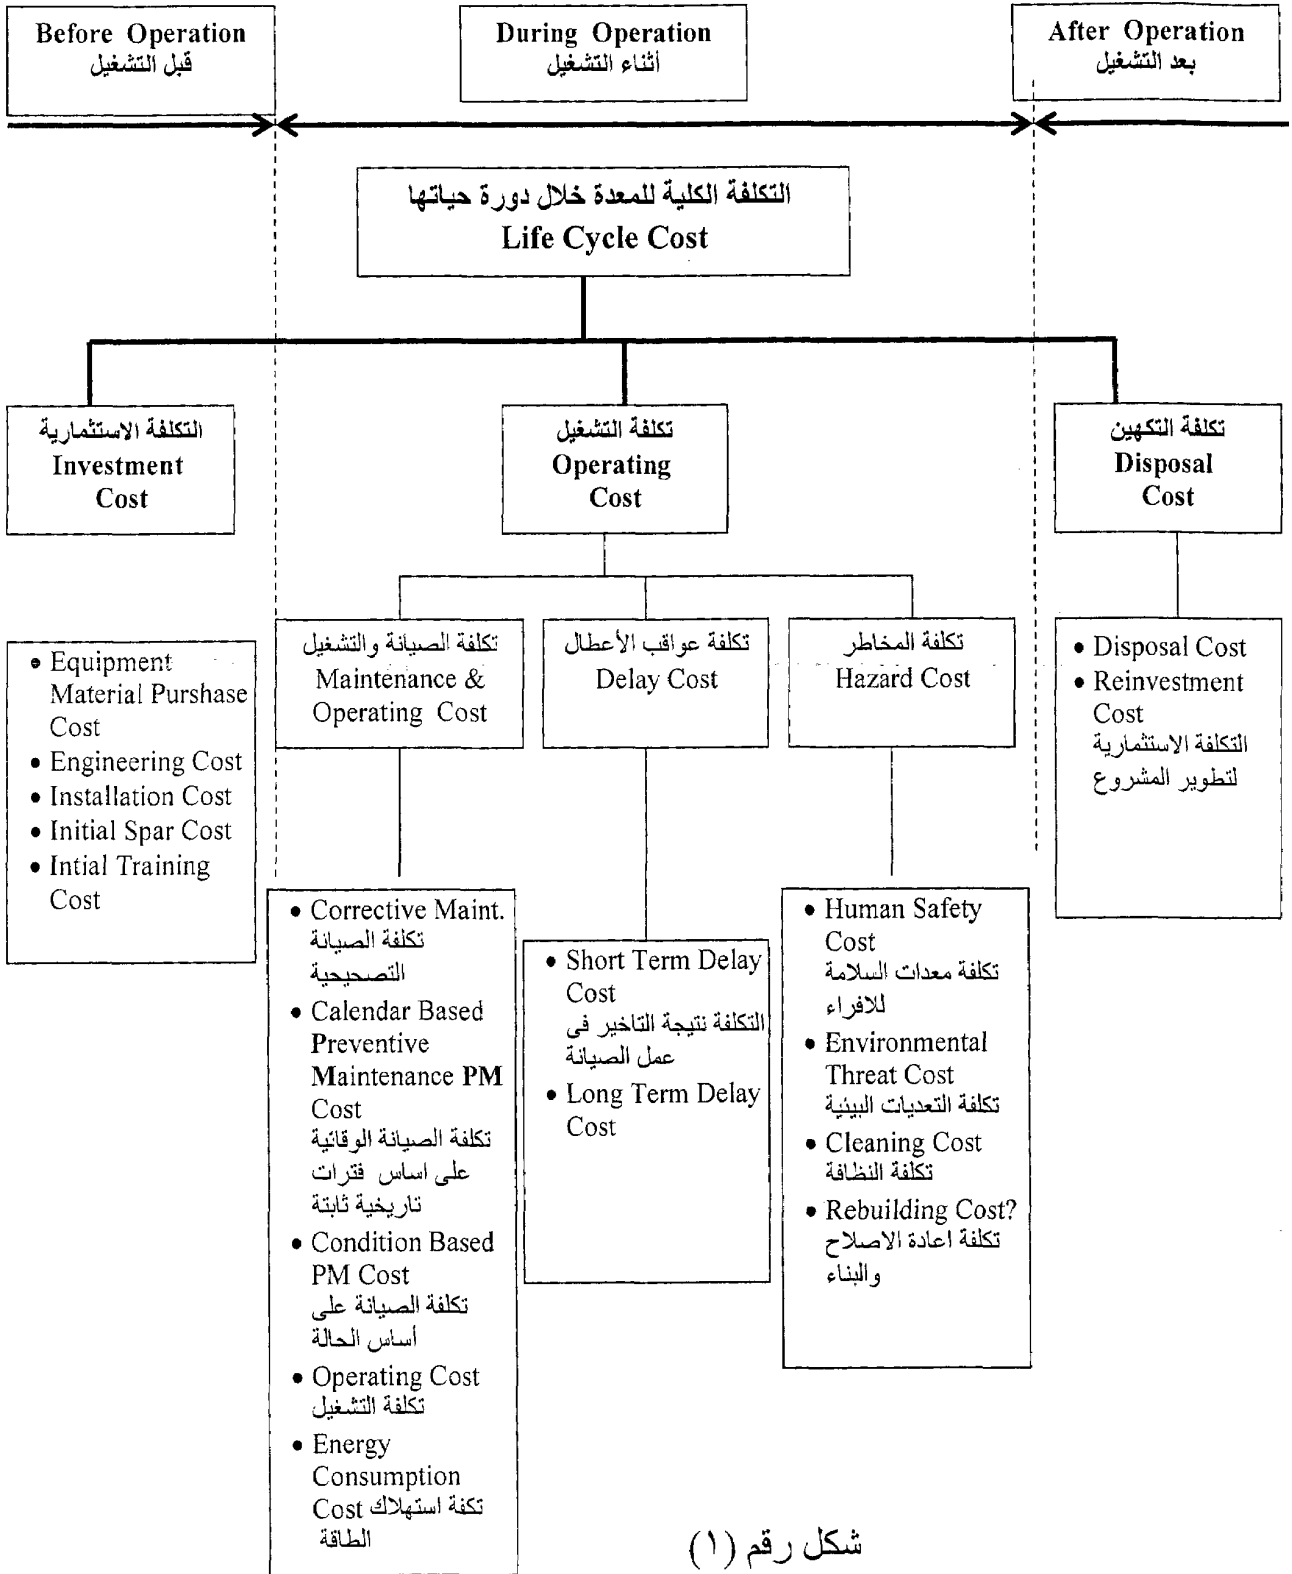 Before Operation
قبل التشغيل
During Operation
أثناء التشغيل
After Operation
بعد التشغيل
التكلفة الكلية للمعدة خلال دورة حياتها
Life Cycle Cost
التكلفة الاستثمارية
Investment
Cost
تكلفة التشغيل
Operating
Cost
تكلفة التكهين
Disposal
Cost
• Equipment
Material Purshase
Cost
• Engineering Cost
• Installation Cost
• Initial Spar Cost
• Intial Training
Cost
تكلفة الصيانة والتشغيل
Maintenance &
Operating Cost
تكلفة عواقب الأعطال
Delay Cost
تكلفة المخاطر
Hazard Cost
• Disposal Cost
• Reinvestment
Cost
التكلفة الاستثمارية
لتطوير المشروع
• Corrective Maint.
تكلفة الصيانة
التصحيحية
• Calendar Based
Preventive
Maintenance PM
Cost
تكلفة الصيانة الوقائية
على اساس فترات
تاريخية ثابتة
• Condition Based
PM Cost
تكلفة الصيانة على
أساس الحالة
• Operating Cost
تكلفة التشغيل
• Energy
Consumption
Cost تكفة استهلاك
الطاقة
• Short Term Delay
Cost
التكلفة نتيجة التاخير فى
عمل الصيانة
• Long Term Delay
Cost
• Human Safety
Cost
تكلفة معدات السلامة
للافراء
• Environmental
Threat Cost
تكلفة التعديات البيئية
• Cleaning Cost
تكلفة النظافة
• Rebuilding Cost?
تكلفة اعادة الاصلاح
والبناء
شكل رقم (١)